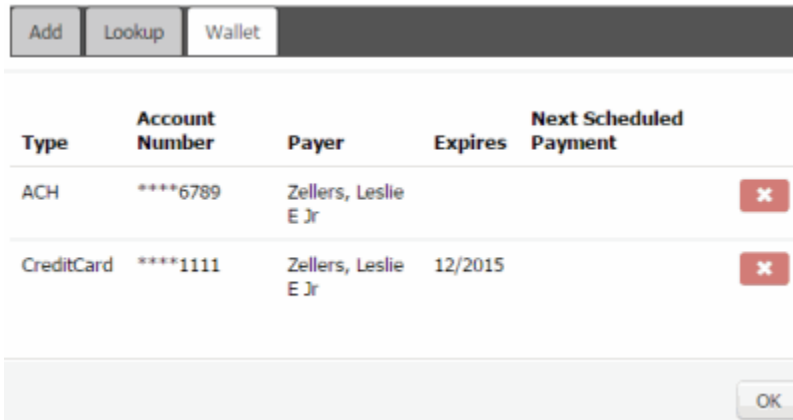 Add Lookup Wallet
Type Account Number Payer Expires Next Scheduled Payment
ACH ****6789 Zellers, Leslie E Jr
CreditCard ****1111 Zellers, Leslie E Jr 12/2015
OK